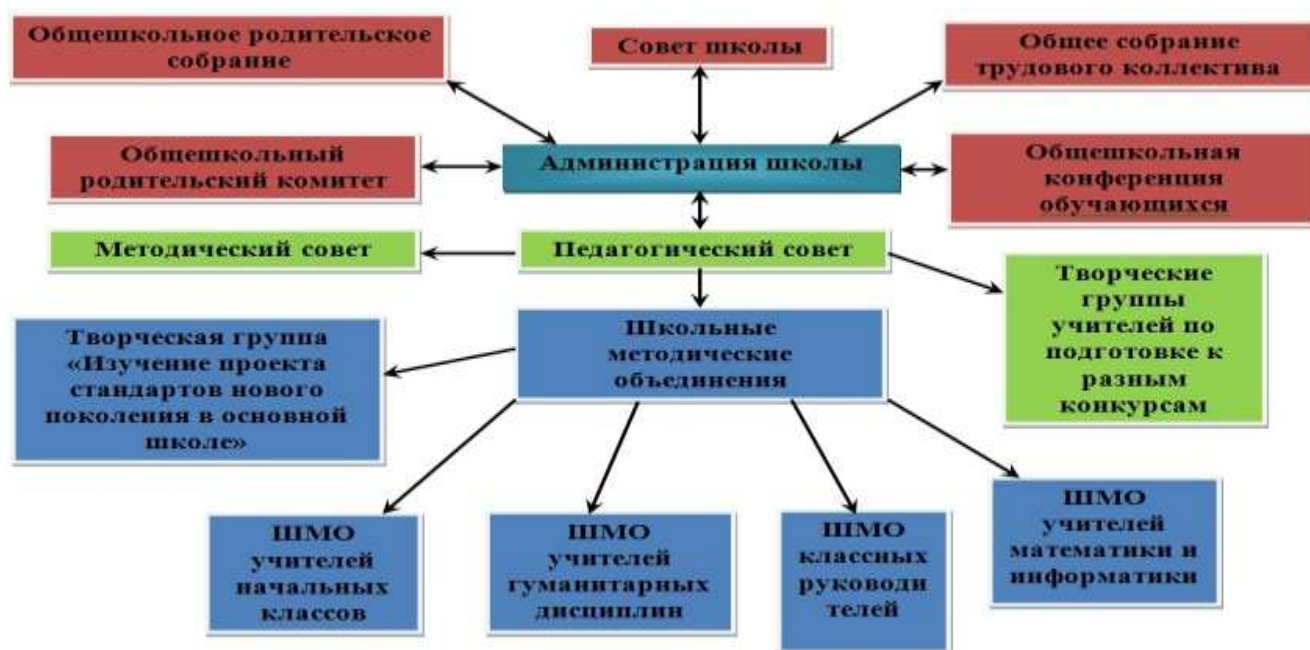 Общешкольное родительское
собрание
Совет школы
Общее собрание
трудового коллектива
Общешкольный
родительский комитет
Администрация школы
Общешкольная
конференция
обучающихся
Методический совет
Педагогический совет
Творческие
группы
учителей по
подготовке к
разным
конкурсам
Творческая группа
«Изучение проекта
стандартов нового
поколения в основной
школе»
Школьные
методические
объединения
ШМО
учителей
начальных
классов
ШМО
учителей
гуманитарных
дисциплин
ШМО
классных
руководи
телей
ШМО
учителей
математики и
информатики